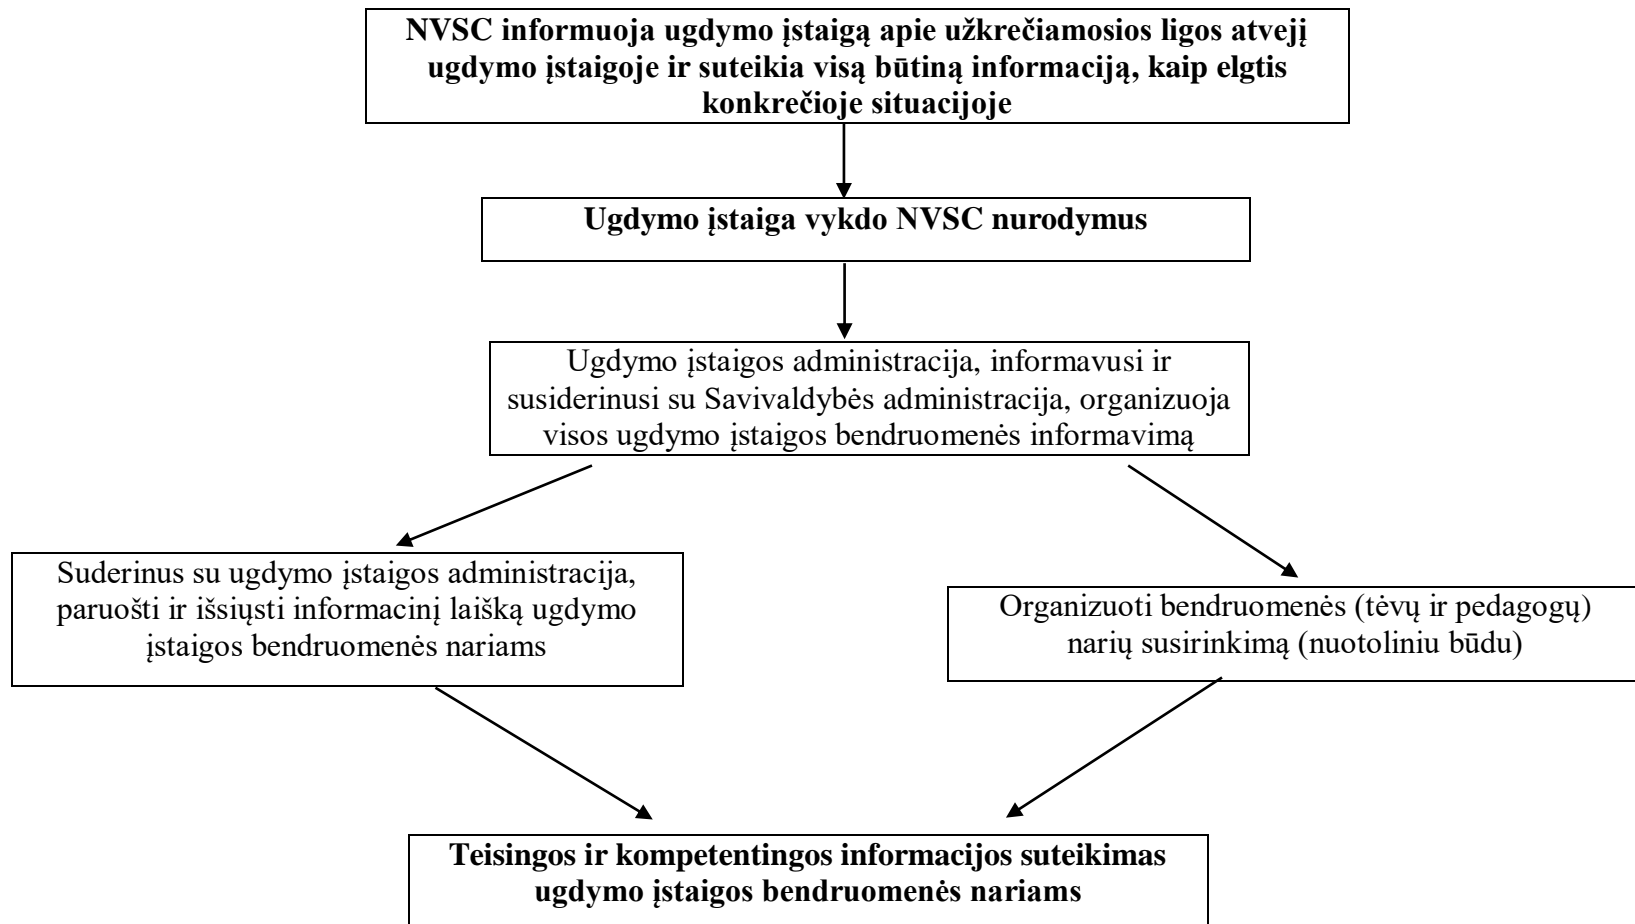 NVSC informuoja ugdymo įstaigą apie užkrečiamosios ligos atvejį
ugdymo įstaigoje ir suteikia visą būtiną informaciją, kaip elgtis
konkrečioje situacijoje
Ugdymo įstaiga vykdo NVSC nurodymus
Ugdymo įstaigos administracija, informavusi ir
susiderinusi su Savivaldybės administracija, organizuoja
visos ugdymo įstaigos bendruomenės informavimą
Suderinus su ugdymo įstaigos administracija,
paruošti ir išsiųsti informacinį laišką ugdymo
įstaigos bendruomenės nariams
Organizuoti bendruomenės (tėvų ir pedagogų)
narių susirinkimą (nuotoliniu būdu)
Teisingos ir kompetentingos informacijos suteikimas
ugdymo įstaigos bendruomenės nariams